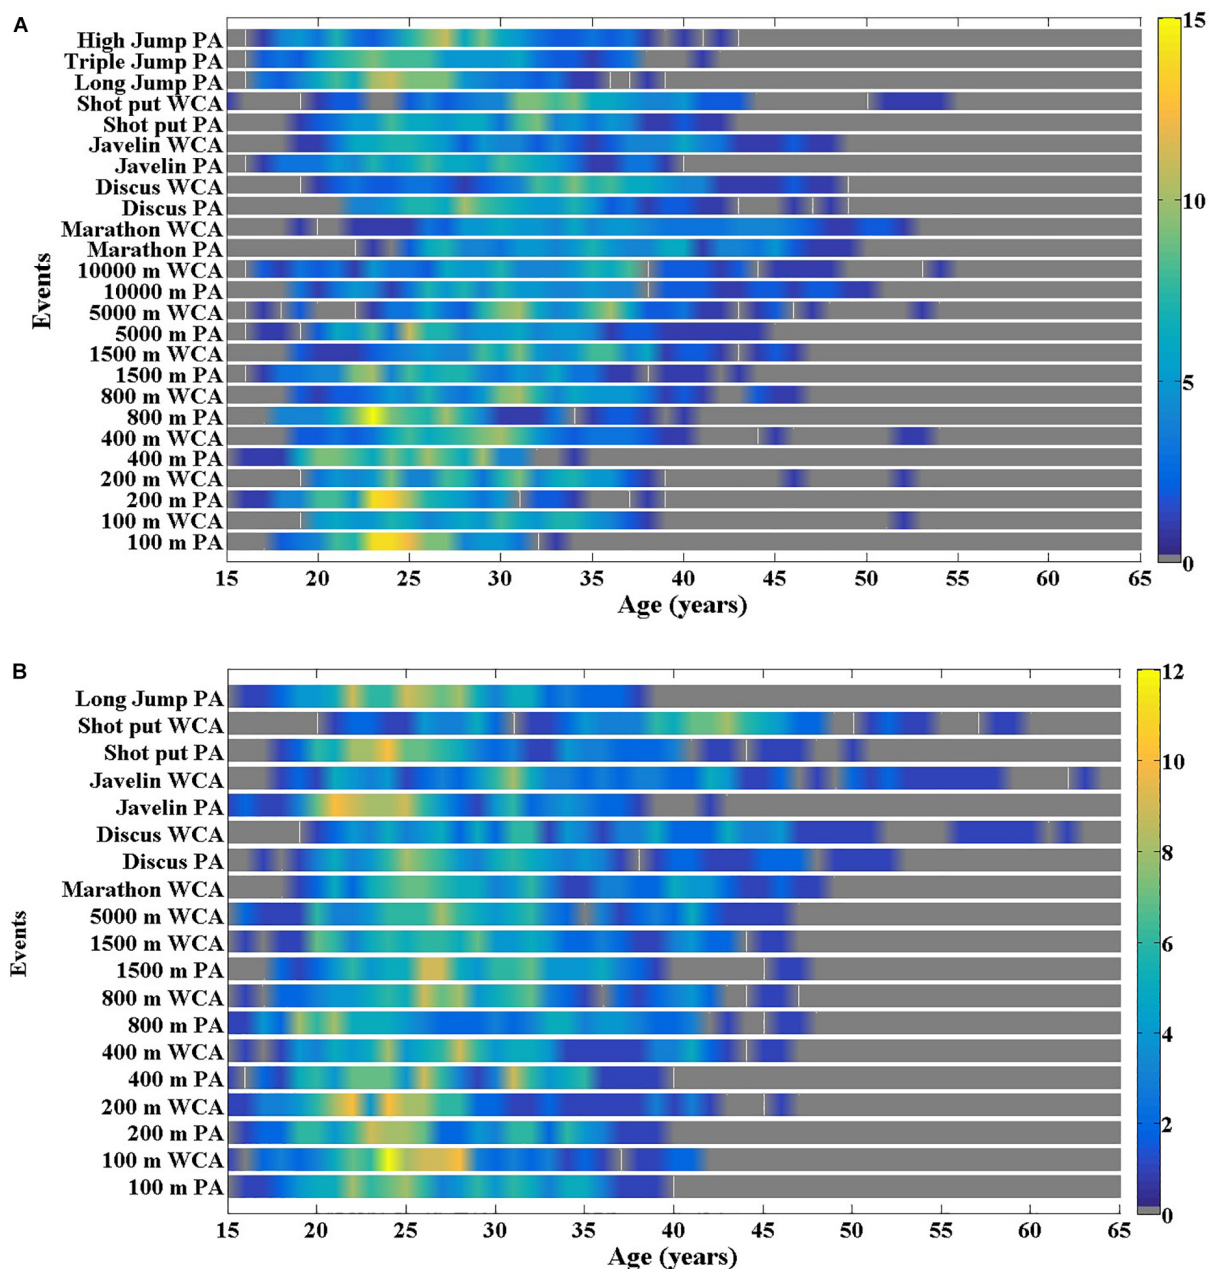 A
High Jump PA
Triple Jump PA
Long Jump PA
Shot put WCA
Shot put PA
Javelin WCA
Javelin PA
Discus WCA
Discus PA
Marathon WCA
Marathon PA
10000 m WCA
10000 m PA
5000 m WCA
5000 m PA
1500 m WCA
1500 m PA
800 m WCA
800 m PA
400 m WCA
400 m PA
200 m WCA
200 m PA
100 m WCA
100 m PA
Events
15 20 25 30 35 40 45 50 55 60 65
Age (years)
15
10
5
0
B
Long Jump PA
Shot put WCA
Shot put PA
Javelin WCA
Javelin PA
Discus WCA
Discus PA
Marathon WCA
5000 m WCA
1500 m WCA
1500 m PA
800 m WCA
800 m PA
400 m WCA
400 m PA
200 m WCA
200 m PA
100 m WCA
100 m PA
Events
15 20 25 30 35 40 45 50 55 60 65
Age (years)
12
10
8
6
4
2
0